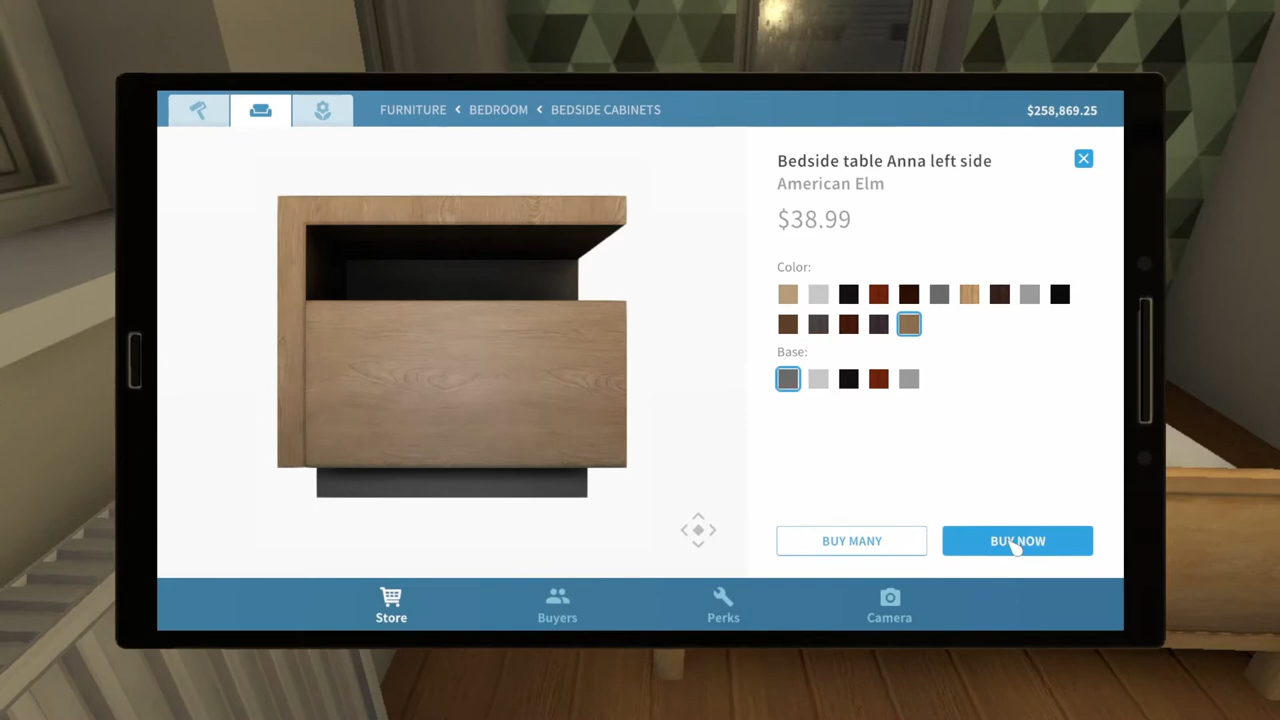 FURNITURE < BEDROOM < BEDSIDE CABINETS
$258,869.25
Bedside table Anna left side
American Elm
$38.99
Color:
Base:
BUY MANY
BUY NOW
Store
Buyers
Perks
Camera